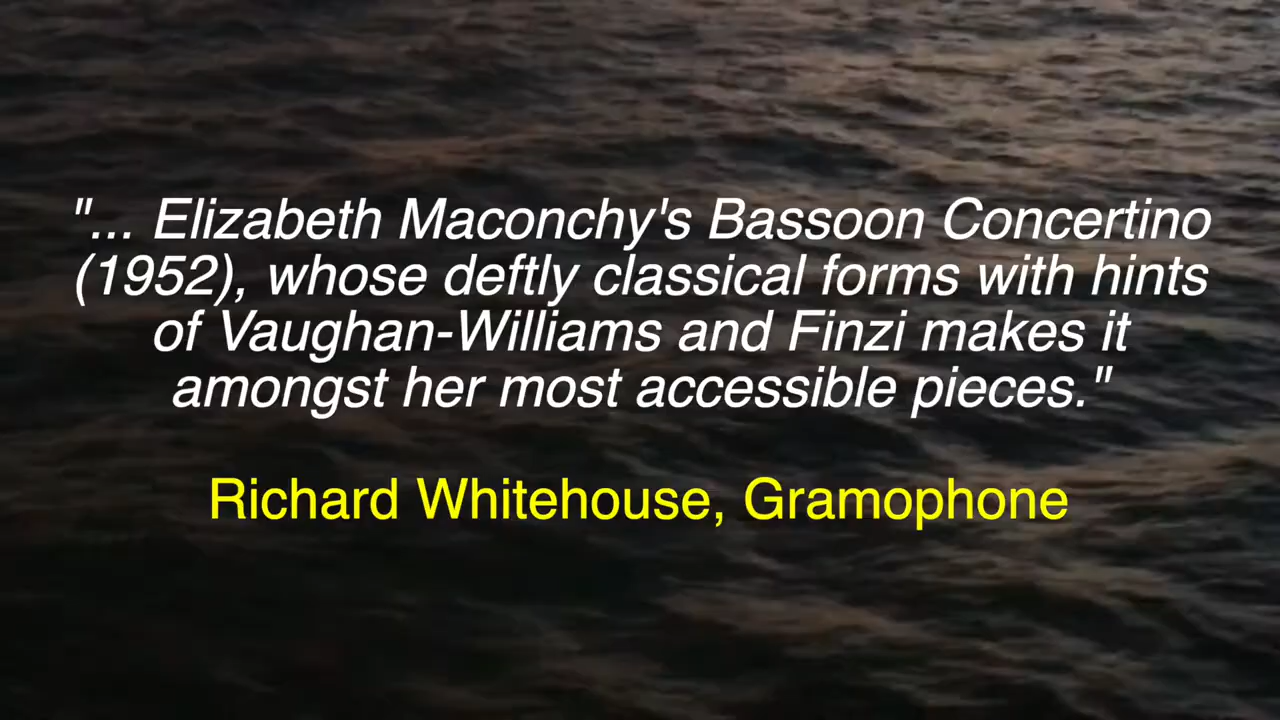 "... Elizabeth Maconchy's Bassoon Concertino
(1952), whose deftly classical forms with hints
of Vaughan-Williams and Finzi makes it
amongst her most accessible pieces."
Richard Whitehouse, Gramophone